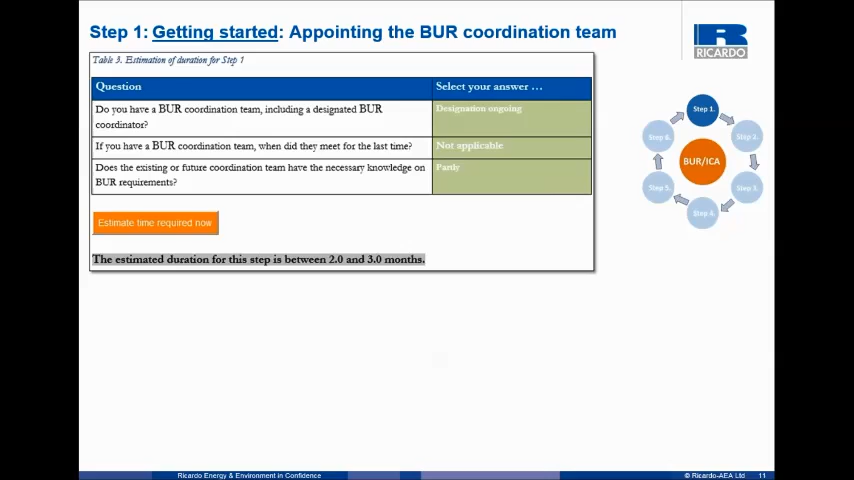 Step 1: Getting started: Appointing the BUR coordination team
RICARDO
Table 3. Estimation of duration for Step 1
Question
Select your answer ...
Do you have a BUR coordination team, including a designated BUR
coordinator?
Designation ongoing
If you have a BUR coordination team, when did they meet for the last time?
Not applicable
Does the existing or future coordination team have the necessary knowledge on
BUR requirements?
Partly
Estimate time required now
The estimated duration for this step is between 2.0 and 3.0 months.
Step 1.
Step 2.
Step 3.
Step 4.
Step 5.
Step 6.
BUR/ICA
Ricardo Energy & Environment in Confidence
© Ricardo-AEA Ltd
11